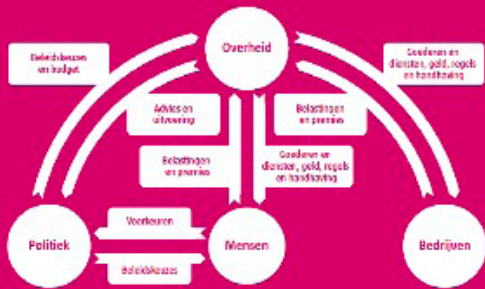 Overheid
Beleidskeuzes
en budget
Goederen en
diensten, geld, regels
en handhaving
Advies en
uitvoering
Belastingen
en premies
Belastingen
en premies
Goederen en
diensten, geld, regels
en handhaving
Politiek
Voorkeuren
Mensen
Bedrijven
Beleidskeuzes